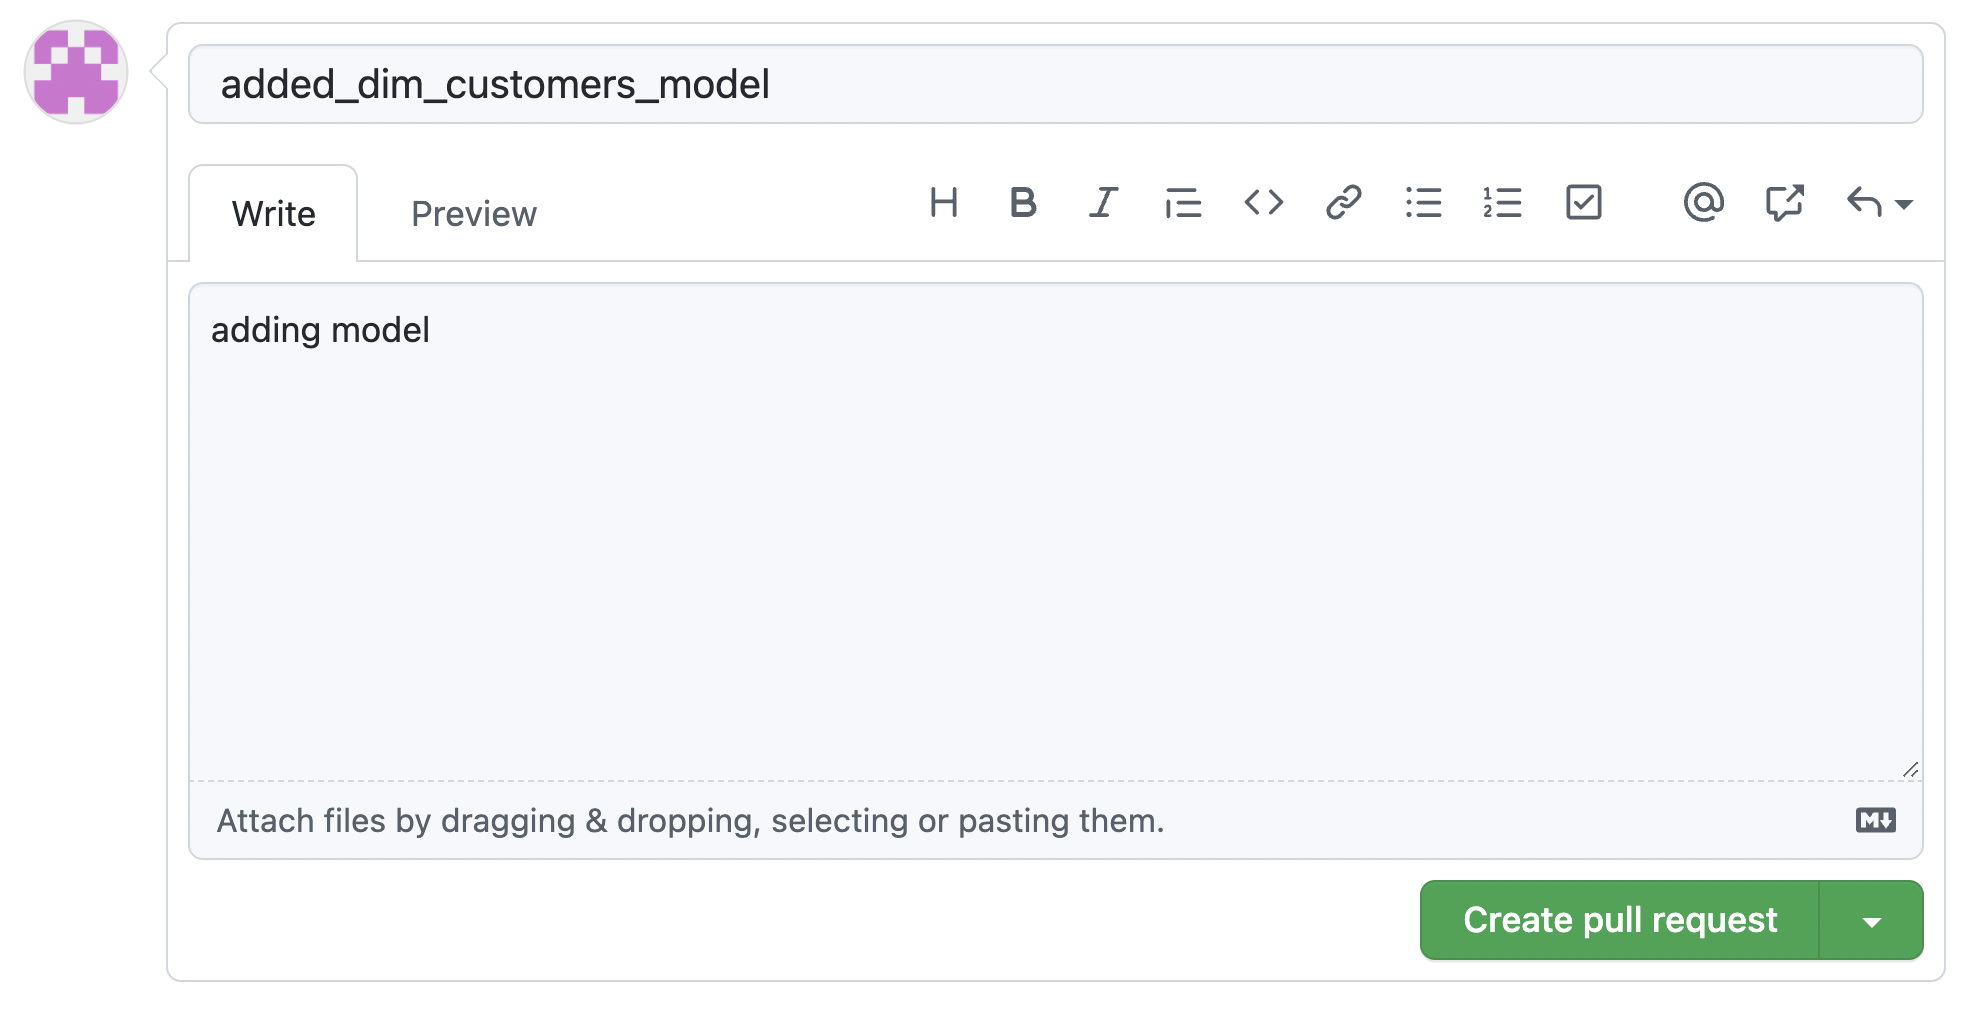 added_dim_customers_model
Write Preview
adding model
Attach files by dragging & dropping, selecting or pasting them.
Create pull request